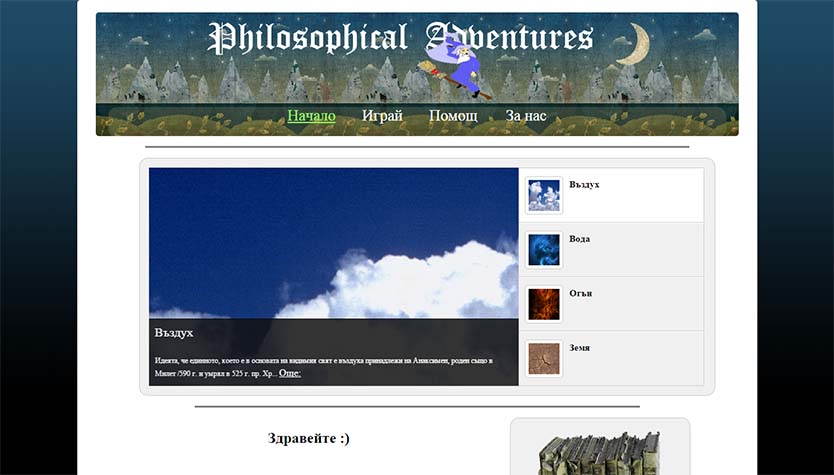 Philosophical Adventures
Начало Играй Помощ За нас
Въздух
Вода
Огън
Земя
Въздух
Идеята, че единното, което е в основата на видимия свят е въздуха принадлежи на Анаксимен, роден също в
Милет /590 г. и умрял в 525 г. пр. Хр... Още:
Здравейте :)